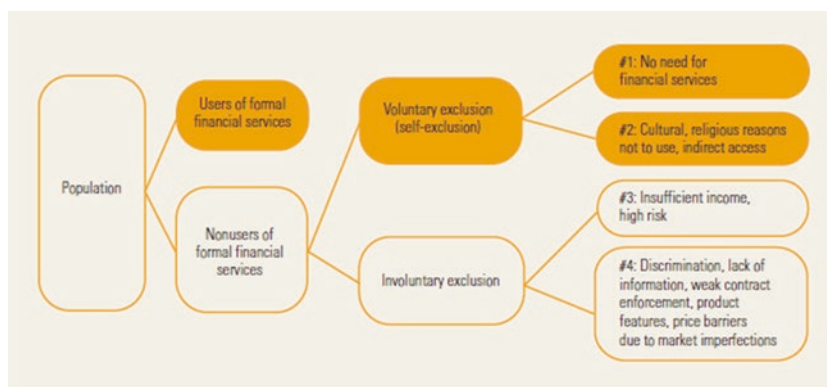 Population
Users of formal
financial services
Nonusers of
formal financial
services
Voluntary exclusion
(self-exclusion)
Involuntary exclusion
#1: No need for
financial services
#2: Cultural, religious reasons
not to use, indirect access
#3: Insufficient income,
high risk
#4: Discrimination, lack of
information, weak contract
enforcement, product
features, price barriers
due to market imperfections